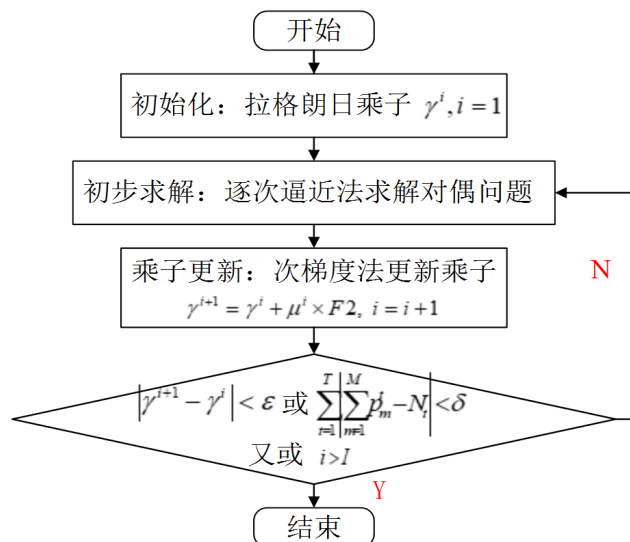 开始
初始化：拉格朗日乘子 γ^i, i = 1
初步求解：逐次逼近法求解对偶问题
乘子更新：次梯度法更新乘子
γ^{i+1} = γ^i + μ^i × F2, i = i+1
N
|γ^{i+1} − γ^i| < ε 或 ∑_{t=1}^{T} |∑_{m=1}^{M} p_m^t − N_t| < δ
又或 i>I
Y
结束